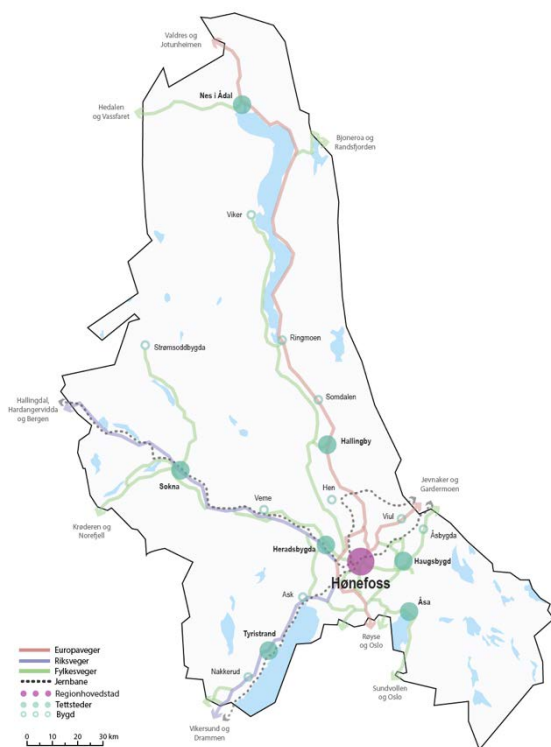 Valdres og
Jotunheimen
Nes i Ådal
Hedalen
og Vassfaret
Bjoneroa og
Randsfjorden
Viker
Ringmoen
Strømsoddbygda
Hallingdal,
Hardangervidda
og Bergen
Somdalen
Hallingby
Sokna
Hen
Jevnaker og
Gardermoen
Veme
Viul
Åsbygda
Krøderen og
Norefjell
Heradsbygda
Haugsbygd
Hønefoss
Ask
Åsa
Tyristrand
Røyse
og Oslo
Nakkerud
Sundvollen
og Oslo
Vikersund og
Drammen
Europaveger
Riksveger
Fylkesveger
Jernbane
Regionhovedstad
Tettsteder
Bygd
0 10 20 30 km